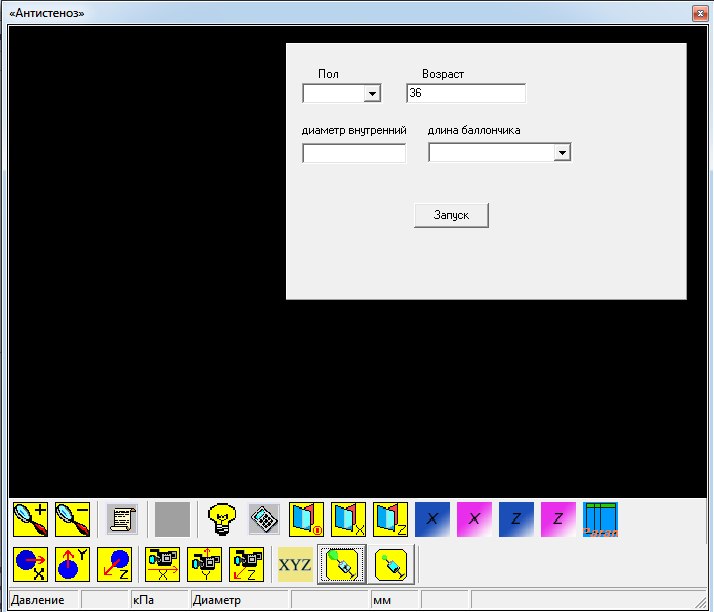 «Антистеноз»
Пол Возраст
36
диаметр внутренний длина баллончика
Запуск
X Z X X Z Z
X Y Z X Y Z XYZ
Давление кПа Диаметр мм